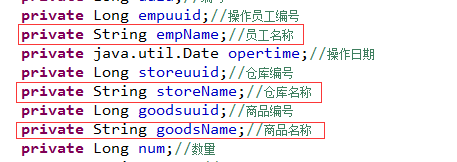 private Long empuuid;//操作员工编号
private String empName;//员工名称
private java.util.Date opertime;//操作日期
private Long storeuuid;//仓库编号
private String storeName;//仓库名称
private Long goodsuuid;//商品编号
private String goodsName;//商品名称
private Long num;//数量